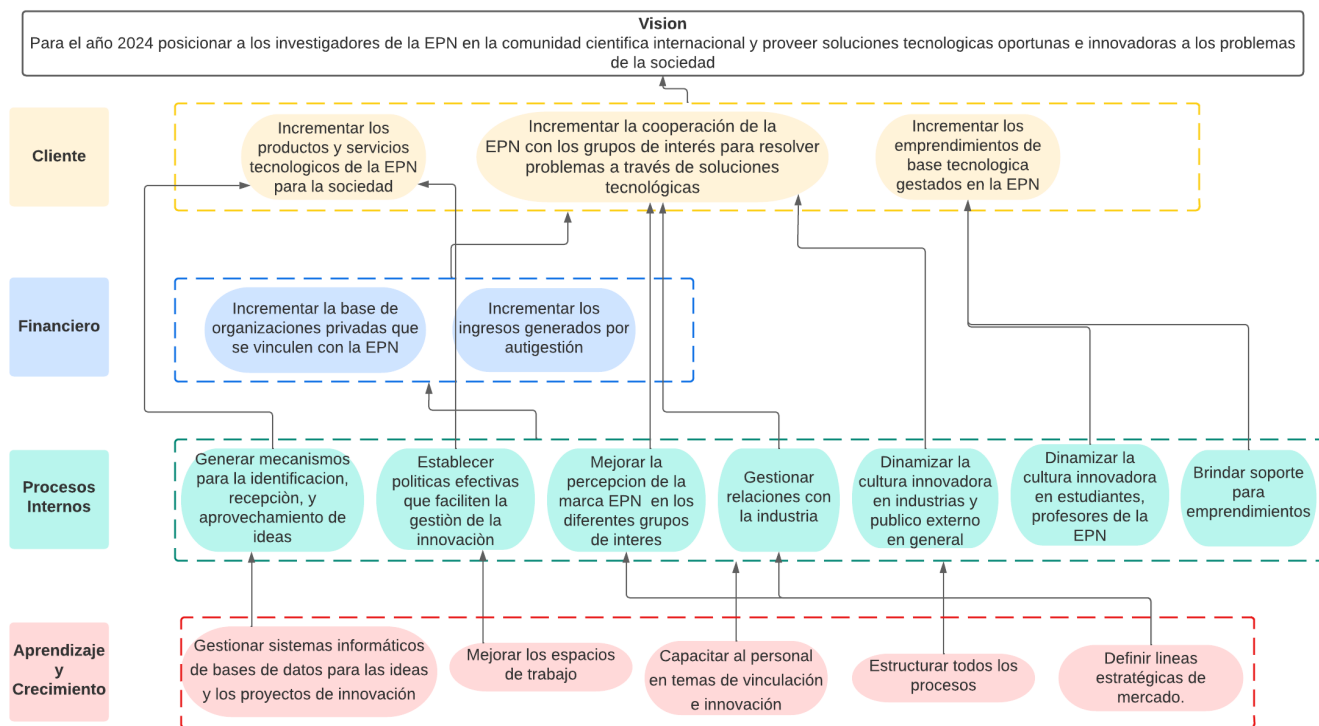 Vision
Para el año 2024 posicionar a los investigadores de la EPN en la comunidad cientifica internacional y proveer soluciones tecnologicas oportunas e innovadoras a los problemas
de la sociedad
Cliente
Incrementar los
productos y servicios
tecnologicos de la EPN
para la sociedad
Incrementar la cooperación de la
EPN con los grupos de interés para resolver
problemas a través de soluciones
tecnológicas
Incrementar los
emprendimientos de
base tecnologica
gestados en la EPN
Financiero
Incrementar la base de
organizaciones privadas que
se vinculen con la EPN
Incrementar los
ingresos generados por
autigestión
Procesos
Internos
Generar mecanismos
para la identificacion,
recepciòn, y
aprovechamiento de
ideas
Establecer
politicas efectivas
que faciliten la
gestiòn de la
innovaciòn
Mejorar la
percepcion de la
marca EPN en los
diferentes grupos
de interes
Gestionar
relaciones con
la industria
Dinamizar la
cultura innovadora
en industrias y
publico externo
en general
Dinamizar la
cultura innovadora
en estudiantes,
profesores de la
EPN
Brindar soporte
para
emprendimientos
Aprendizaje
y
Crecimiento
Gestionar sistemas informáticos
de bases de datos para las ideas
y los proyectos de innovación
Mejorar los espacios
de trabajo
Capacitar al personal
en temas de vinculación
e innovación
Estructurar todos los
procesos
Definir lineas
estratégicas de
mercado.